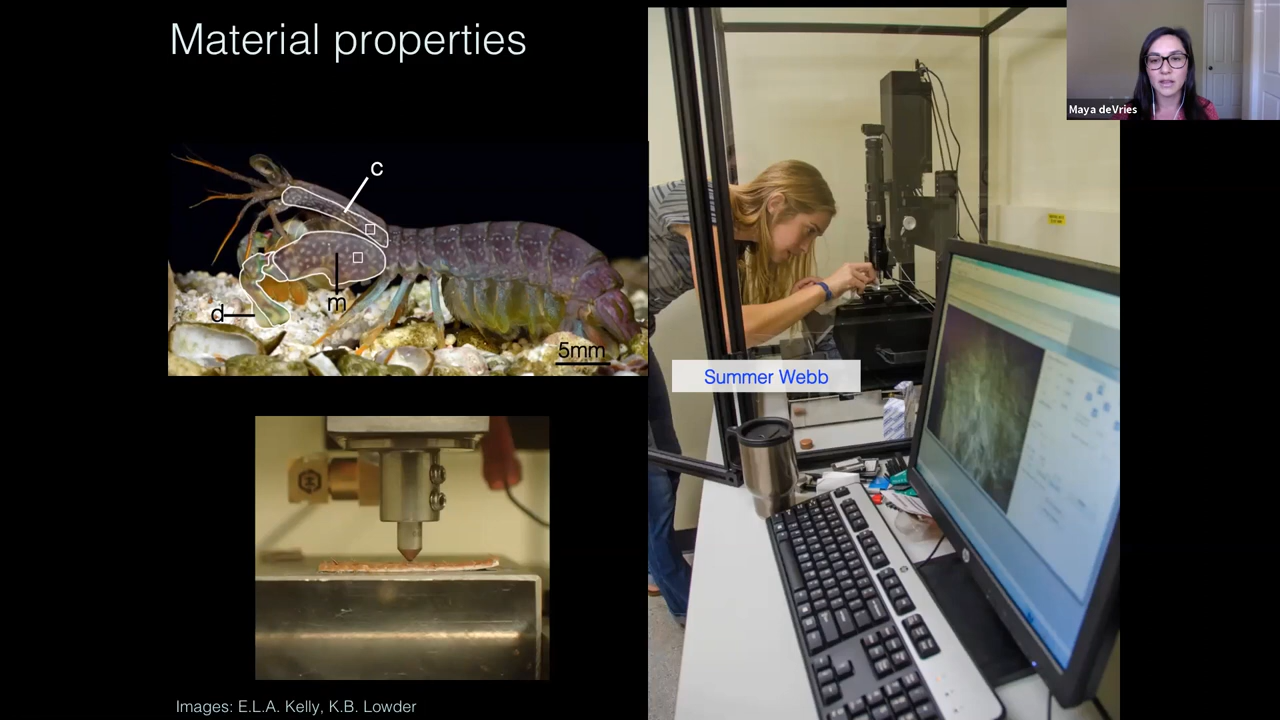 Material properties
Maya deVries
c
m
d
5mm
Summer Webb
Images: E.L.A. Kelly, K.B. Lowder